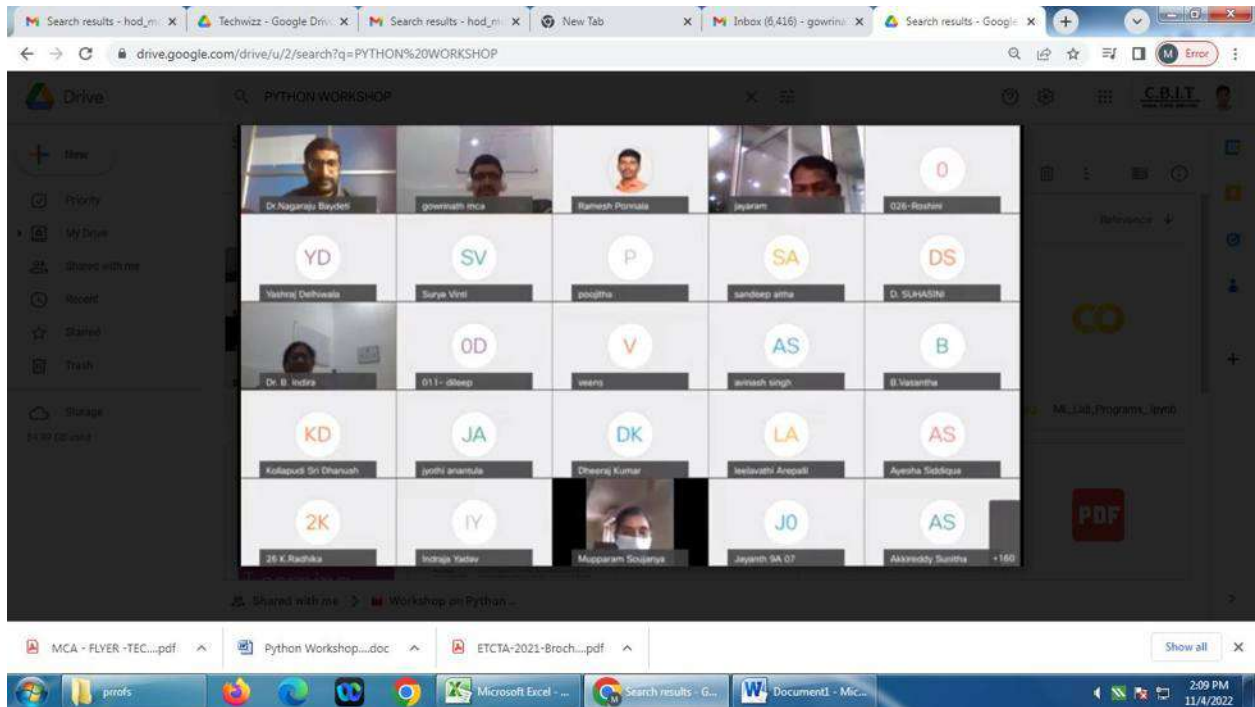 Search results - hod_m
Techwizz - Google Driv
Search results - hod_m
New Tab
Inbox (6,416) - gowrina
Search results - Google
drive.google.com/drive/u/2/search?q=PYTHON%20WORKSHOP
M Error
Drive
PYTHON WORKSHOP
C.B.I.T
New
Priority
My Drive
Shared with me
Recent
Starred
Trash
Storage
Relevance
Dr.Nagaraju Baydeti
gowrinath mca
Ramesh Ponnala
jayaram
0
026-Roshini
YD
Yashraj Delhiwala
SV
Surya Vinti
P
poojitha
SA
sandeep
DS
D. SUHASINI
Dr. B. Indira
0D
011- dileep
V
veens
AS
avinash singh
B
B.Vasantha
KD
Kollapudi Sri Dhanush
JA
jyothi anantula
DK
Dheeraj Kumar
LA
leelavathi Arepalli
AS
Ayesha Siddiqua
2K
26 K.Radhika
IY
Indraja Yadav
Mupparam Soujanya
J0
Jayanth 9A 07
AS
Akkireddy Sunitha
+160
CO
ML_Lab_Programs_.ipynb
PDF
Shared with me
Workshop on Python ...
MCA - FLYER -TEC....pdf
Python Workshop....doc
ETCTA-2021-Broch....pdf
Show all
prrofs
Microsoft Excel - ...
Search results - G...
Document1 - Mic...
2:09 PM
11/4/2022